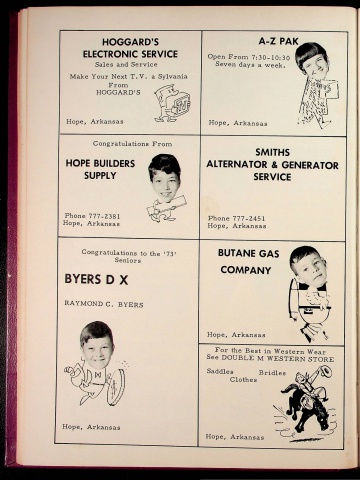 HOGGARD'S
ELECTRONIC SERVICE
Sales and Service
Make Your Next T.V. a Sylvania
From
HOGGARD'S
Hope, Arkansas
A-Z PAK
Open From 7:30-10:30
Seven days a week.
Hope, Arkansas
Congratulations From
HOPE BUILDERS
SUPPLY
Phone 777-2381
Hope, Arkansas
SMITHS
ALTERNATOR & GENERATOR
SERVICE
Phone 777-2451
Hope, Arkansas
Congratulations to the '73'
Seniors
BYERS D X
RAYMOND C. BYERS
Hope, Arkansas
BUTANE GAS
COMPANY
Hope, Arkansas
For the Best in Western Wear
See DOUBLE M WESTERN STORE
Saddles Bridles
Clothes
Hope, Arkansas